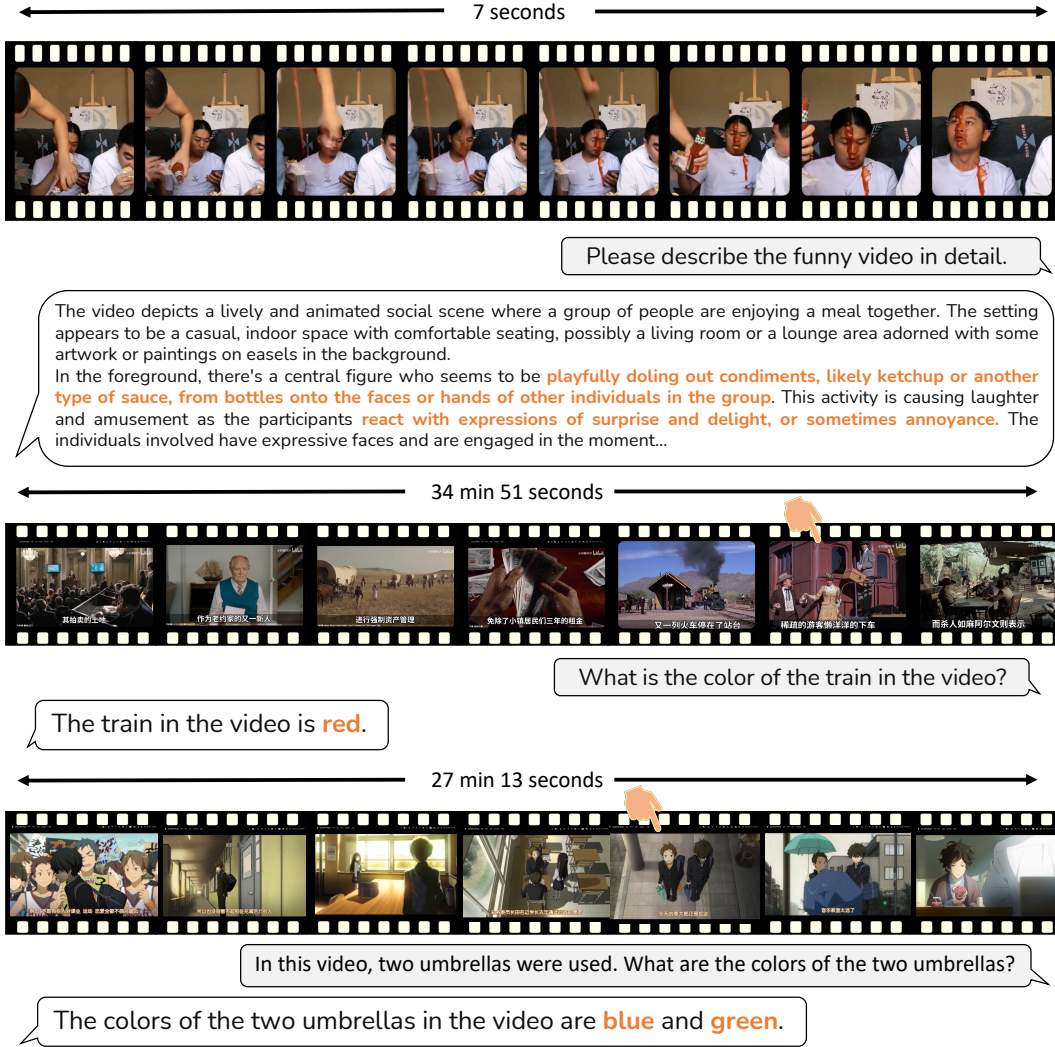 7 seconds
Please describe the funny video in detail.
The video depicts a lively and animated social scene where a group of people are enjoying a meal together. The setting
appears to be a casual, indoor space with comfortable seating, possibly a living room or a lounge area adorned with some
artwork or paintings on easels in the background.
In the foreground, there's a central figure who seems to be playfully doling out condiments, likely ketchup or another
type of sauce, from bottles onto the faces or hands of other individuals in the group. This activity is causing laughter
and amusement as the participants react with expressions of surprise and delight, or sometimes annoyance. The
individuals involved have expressive faces and are engaged in the moment...
34 min 51 seconds
其拍卖的土地
作为老约家的又一新人
进行强制资产管理
免除了小镇居民们三年的租金
又一列火车停在了站台
稀疏的游客懒洋洋的下车
而杀人如麻阿尔文则表示
What is the color of the train in the video?
The train in the video is red.
27 min 13 seconds
音乐教室太远了
In this video, two umbrellas were used. What are the colors of the two umbrellas?
The colors of the two umbrellas in the video are blue and green.